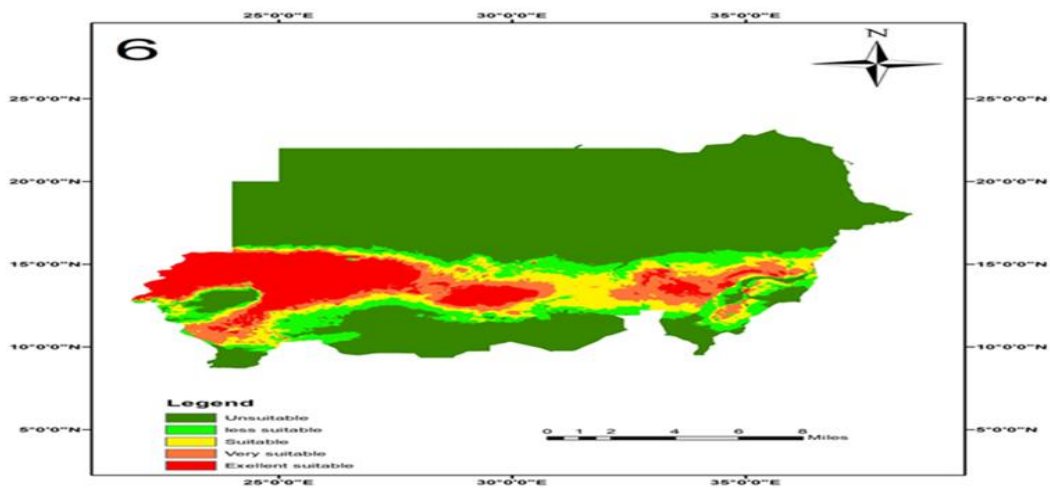 25°0'0"E 30°0'0"E 35°0'0"E
6
N
25°0'0"N 25°0'0"N
20°0'0"N 20°0'0"N
15°0'0"N 15°0'0"N
10°0'0"N 10°0'0"N
Legend
Unsuitable
less suitable
5°0'0"N 5°0'0"N
Suitable
0 1 2 4 6 8 Miles
Very suitable
Exellent suitable
25°0'0"E 30°0'0"E 35°0'0"E